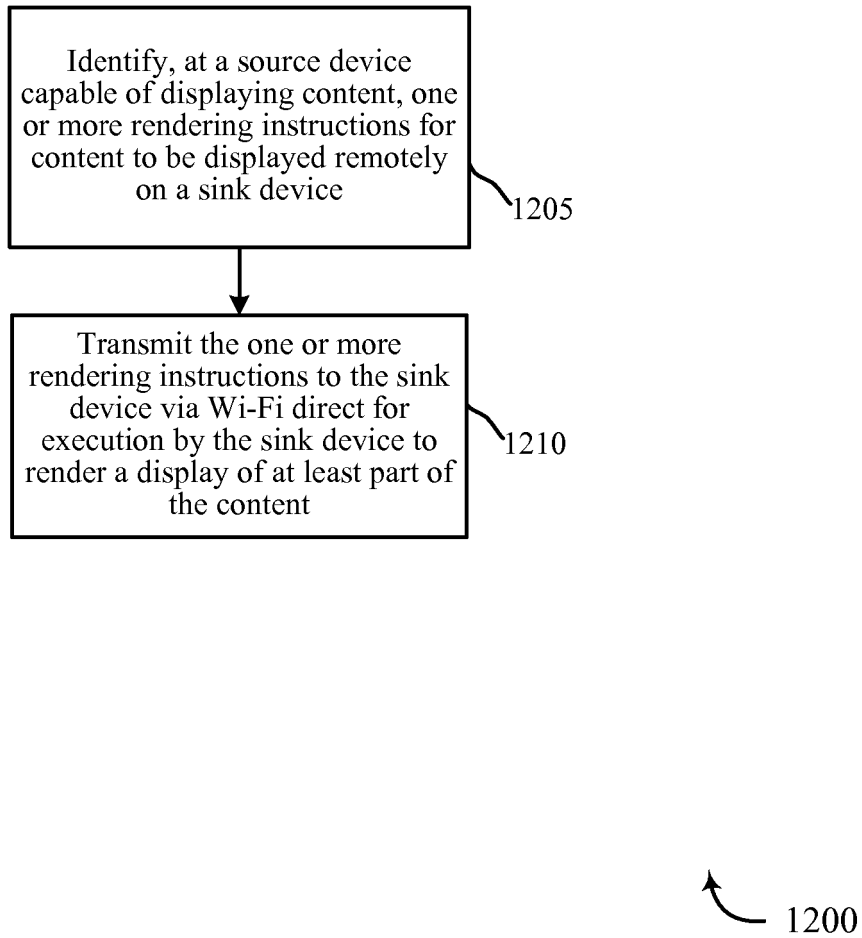 Identify, at a source device
capable of displaying content, one
or more rendering instructions for
content to be displayed remotely
on a sink device
1205
Transmit the one or more
rendering instructions to the sink
device via Wi-Fi direct for
execution by the sink device to
render a display of at least part of
the content
1210
1200